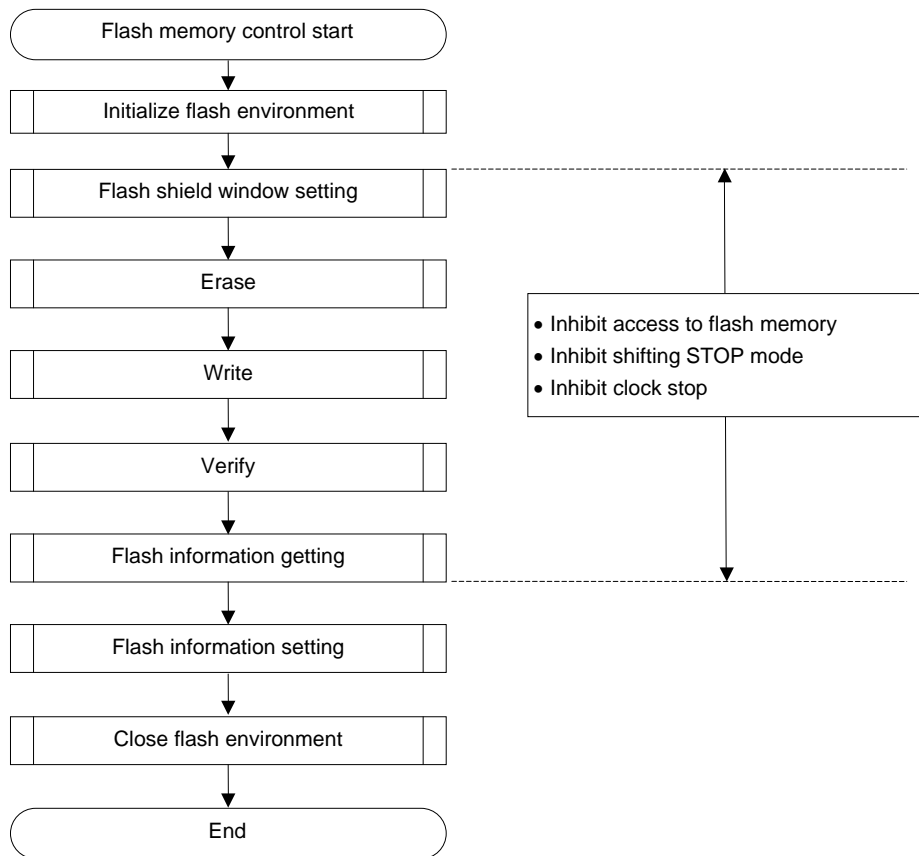 Flash memory control start
Initialize flash environment
Flash shield window setting
Erase
Write
Verify
Flash information getting
Flash information setting
Close flash environment
End
• Inhibit access to flash memory
• Inhibit shifting STOP mode
• Inhibit clock stop